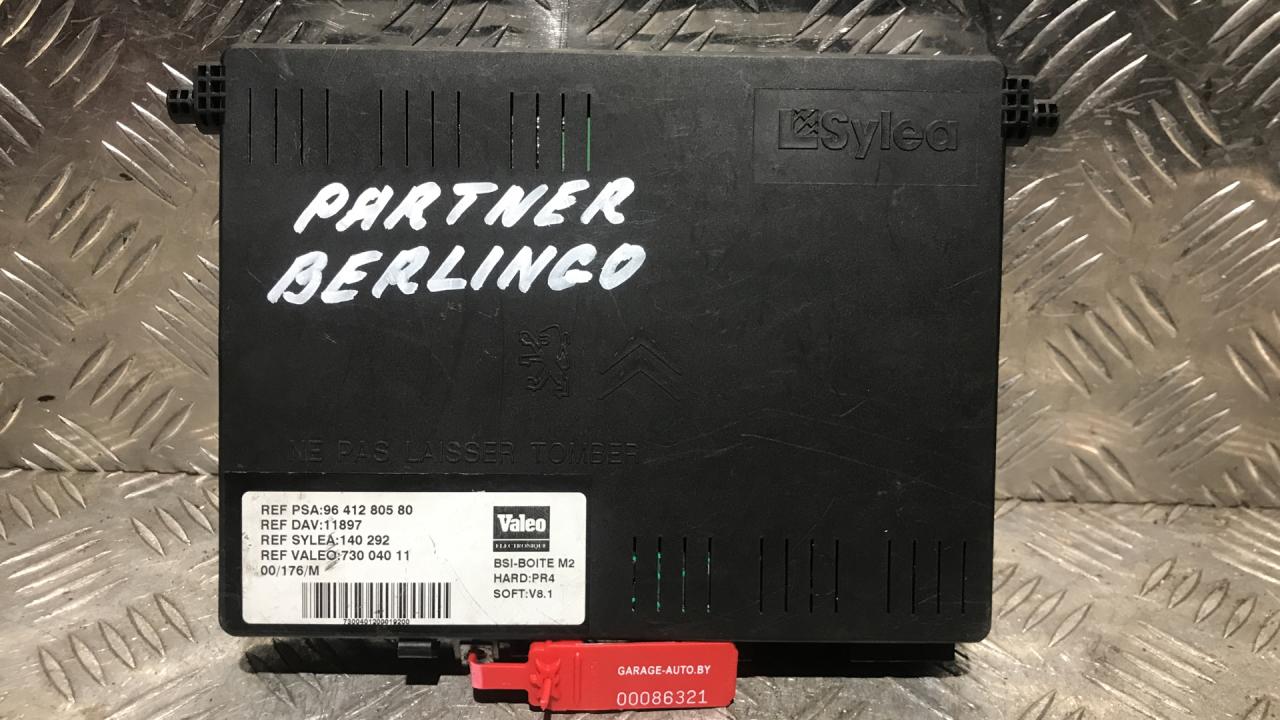 Sylea
PARTNER
BERLINGO
NE PAS LAISSER TOMBER
REF PSA:96 412 805 80
REF DAV:11897
REF SYLEA:140 292
REF VALEO:730 040 11
00/176/M
7300401200019200
Valeo
ELECTRONIQUE
BSI-BOITE M2
HARD:PR4
SOFT:V8.1
GARAGE-AUTO.BY
00086321